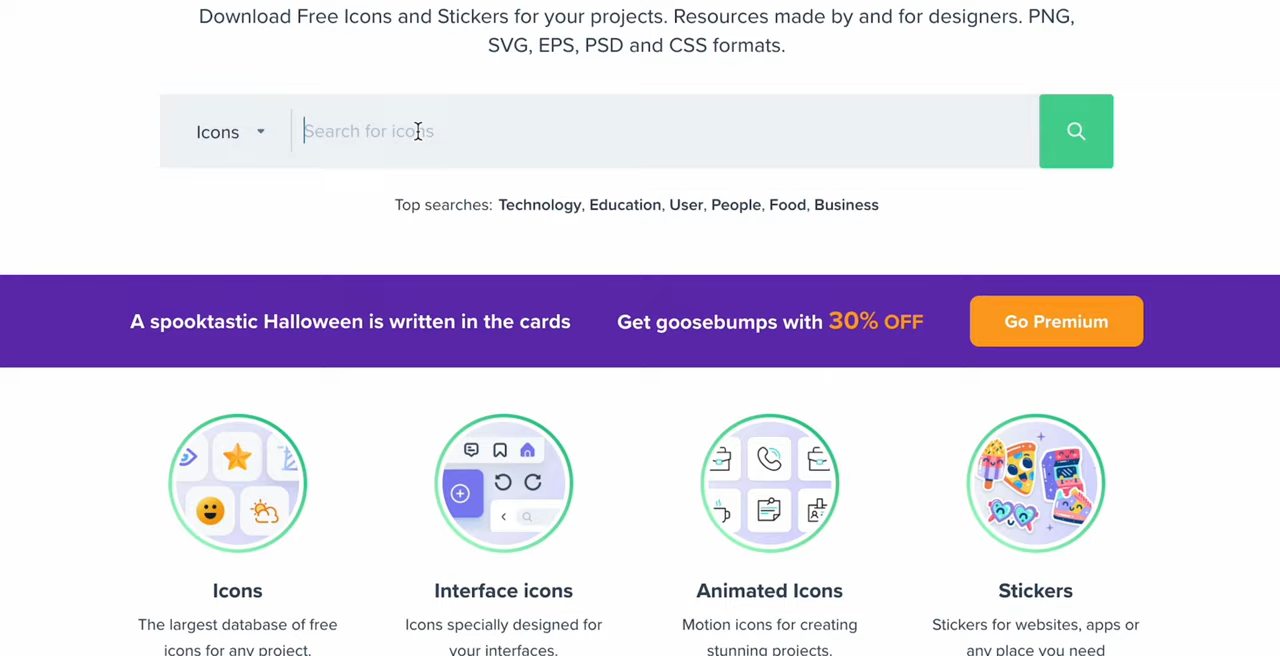 Download Free Icons and Stickers for your projects. Resources made by and for designers. PNG,
SVG, EPS, PSD and CSS formats.
Icons
Search for icons
Top searches: Technology, Education, User, People, Food, Business
A spooktastic Halloween is written in the cards
Get goosebumps with 30% OFF
Go Premium
Icons
Interface icons
Animated Icons
Stickers
The largest database of free
icons for any project.
Icons specially designed for
your interfaces.
Motion icons for creating
stunning projects.
Stickers for websites, apps or
any place you need